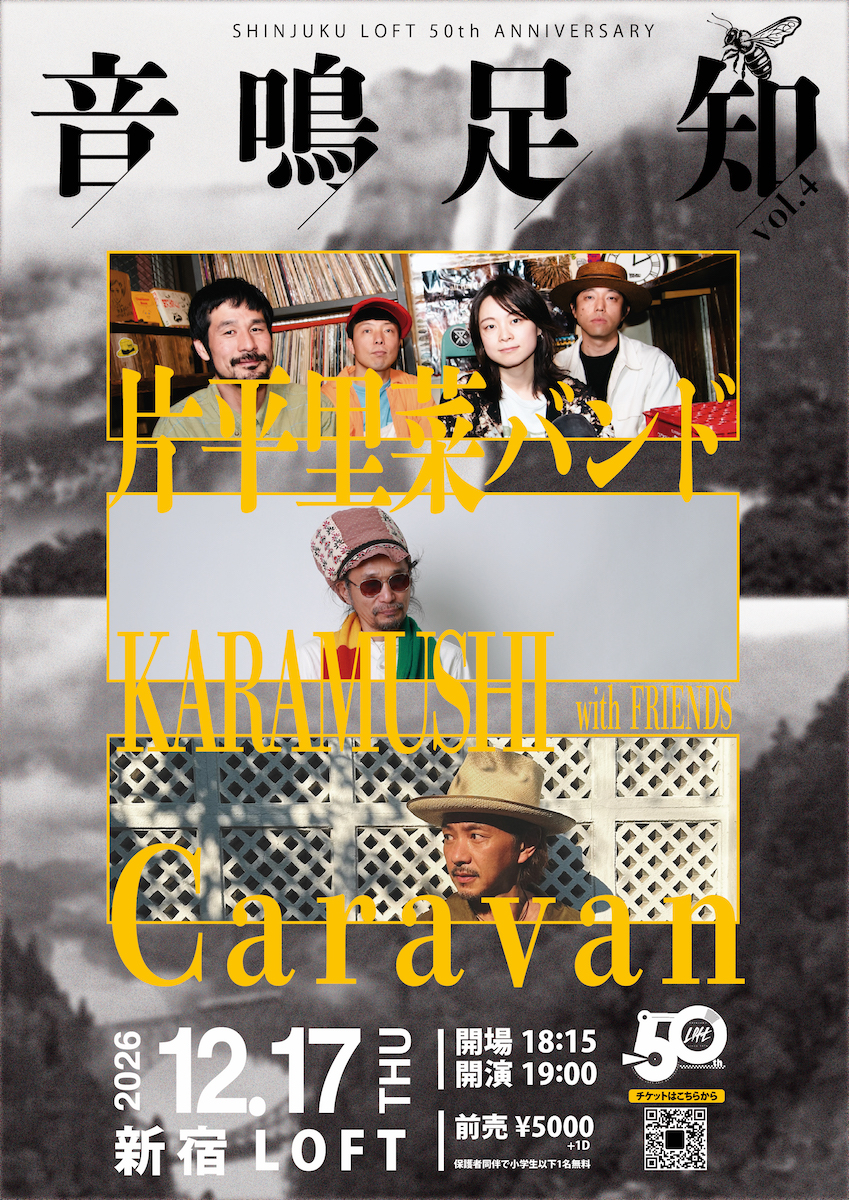 SHINJUKU LOFT 50th ANNIVERSARY
音鳴足知
vol.4
片平里菜バンド
KARAMUSHI with FRIENDS
Caravan
2026 12.17 THU
新宿 LOFT
開場 18:15
開演 19:00
前売 ¥5000
+1D
保護者同伴で小学生以下1名無料
50th
LOFT
チケットはこちらから